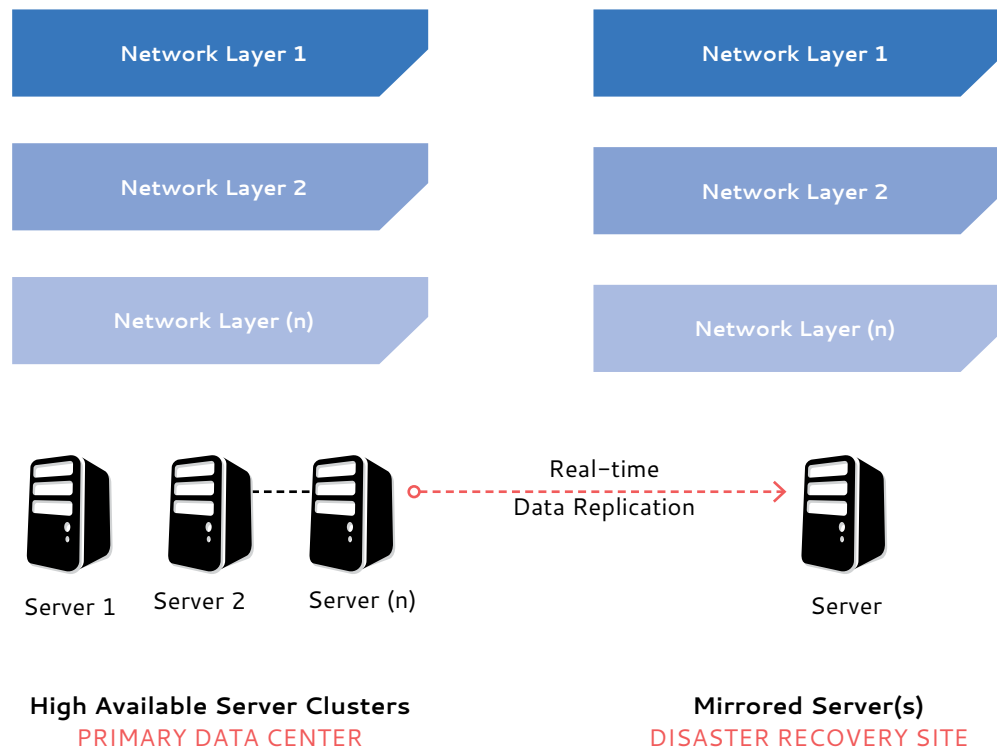 Network Layer 1
Network Layer 1
Network Layer 2
Network Layer 2
Network Layer (n)
Network Layer (n)
Real-time
Data Replication
Server 1
Server 2
Server (n)
Server
High Available Server Clusters
PRIMARY DATA CENTER
Mirrored Server(s)
DISASTER RECOVERY SITE